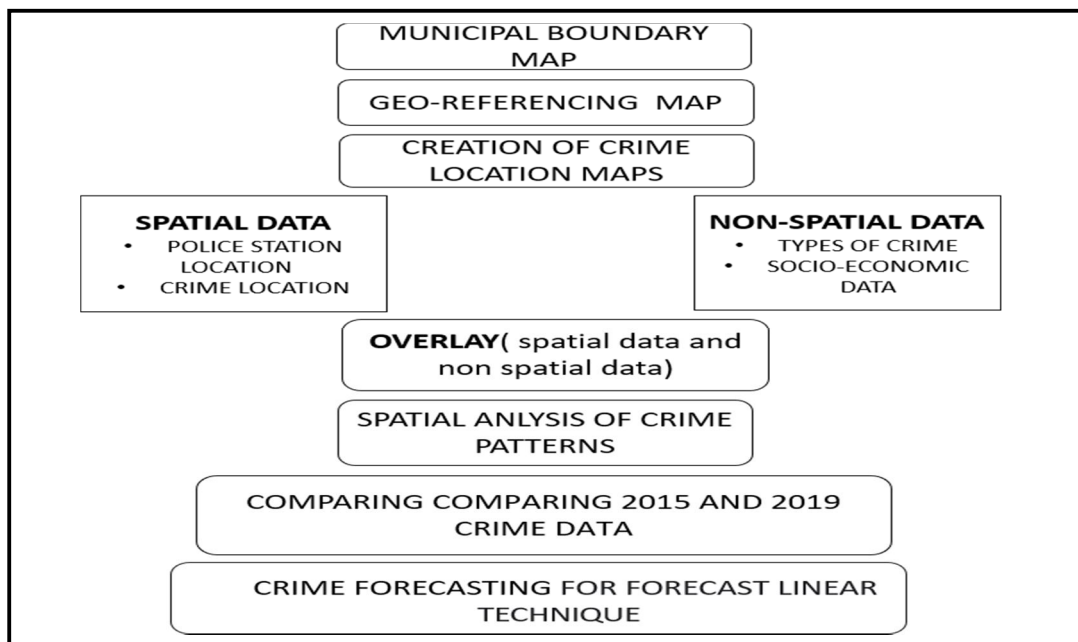 MUNICIPAL BOUNDARY
MAP
GEO-REFERENCING MAP
CREATION OF CRIME
LOCATION MAPS
SPATIAL DATA
• POLICE STATION
LOCATION
• CRIME LOCATION
NON-SPATIAL DATA
• TYPES OF CRIME
• SOCIO-ECONOMIC
DATA
OVERLAY( spatial data and
non spatial data)
SPATIAL ANLYSIS OF CRIME
PATTERNS
COMPARING COMPARING 2015 AND 2019
CRIME DATA
CRIME FORECASTING FOR FORECAST LINEAR
TECHNIQUE